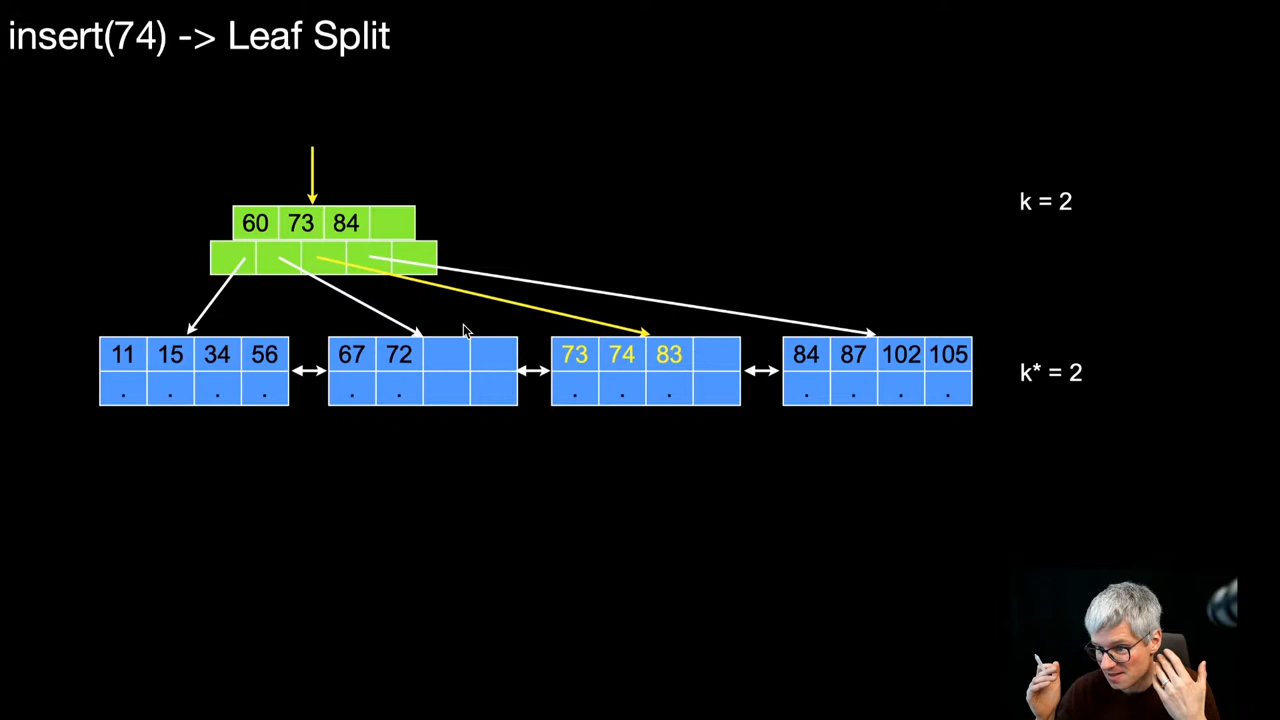 insert(74) -> Leaf Split
60 73 84
k = 2
11 15 34 56
67 72
73 74 83
84 87 102 105
. . . .
. .
. . .
. . . .
k* = 2